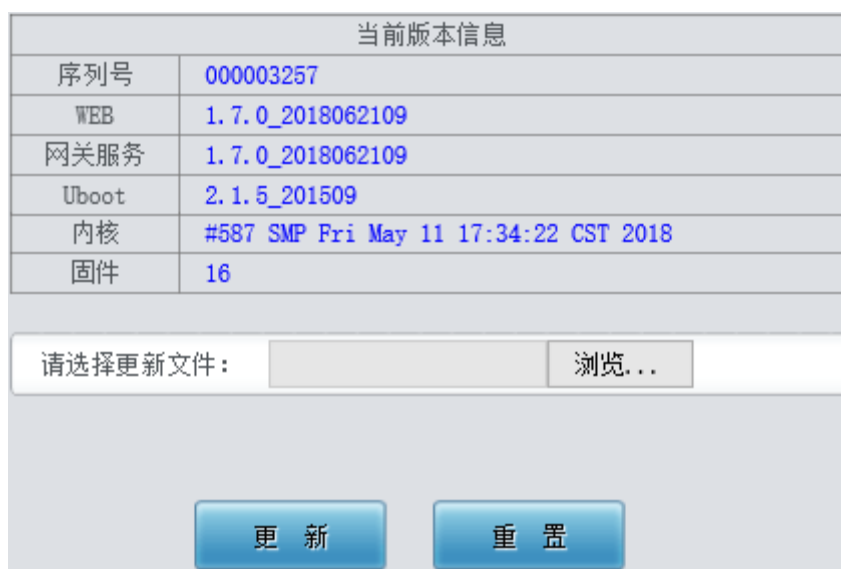 当前版本信息
序列号 000003257
WEB 1.7.0_2018062109
网关服务 1.7.0_2018062109
Uboot 2.1.5_201509
内核 #587 SMP Fri May 11 17:34:22 CST 2018
固件 16
请选择更新文件： 浏览...
更 新 重 置